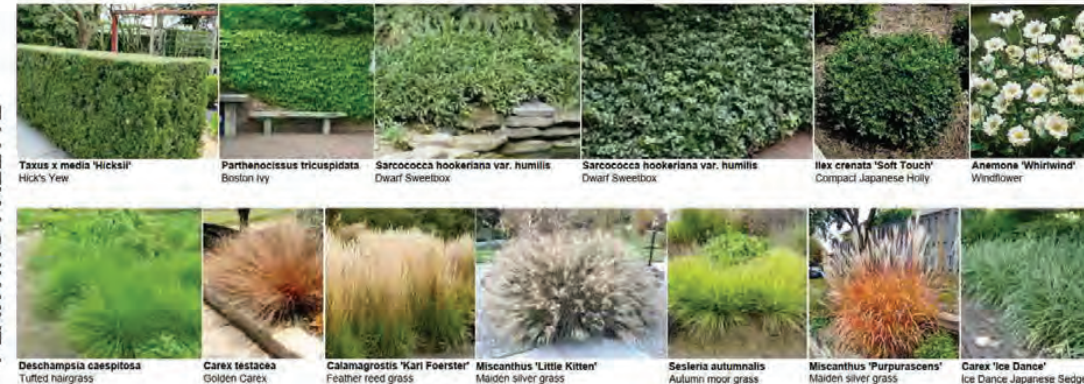 Taxus x media 'Hicksii'
Hick's Yew
Parthenocissus tricuspidata
Boston Ivy
Sarcococca hookeriana var. humilis
Dwarf Sweetbox
Sarcococca hookeriana var. humilis
Dwarf Sweetbox
Ilex crenata 'Soft Touch'
Compact Japanese Holly
Anemone 'Whirlwind'
Windflower
Deschampsia caespitosa
Tufted hairgrass
Carex testacea
Golden Carex
Calamagrostis 'Karl Foerster'
Feather reed grass
Miscanthus 'Little Kitten'
Maiden silver grass
Sesleria autumnalis
Autumn moor grass
Miscanthus 'Purpurascens'
Maiden silver grass
Carex 'Ice Dance'
Ice Dance Japanese Sedg